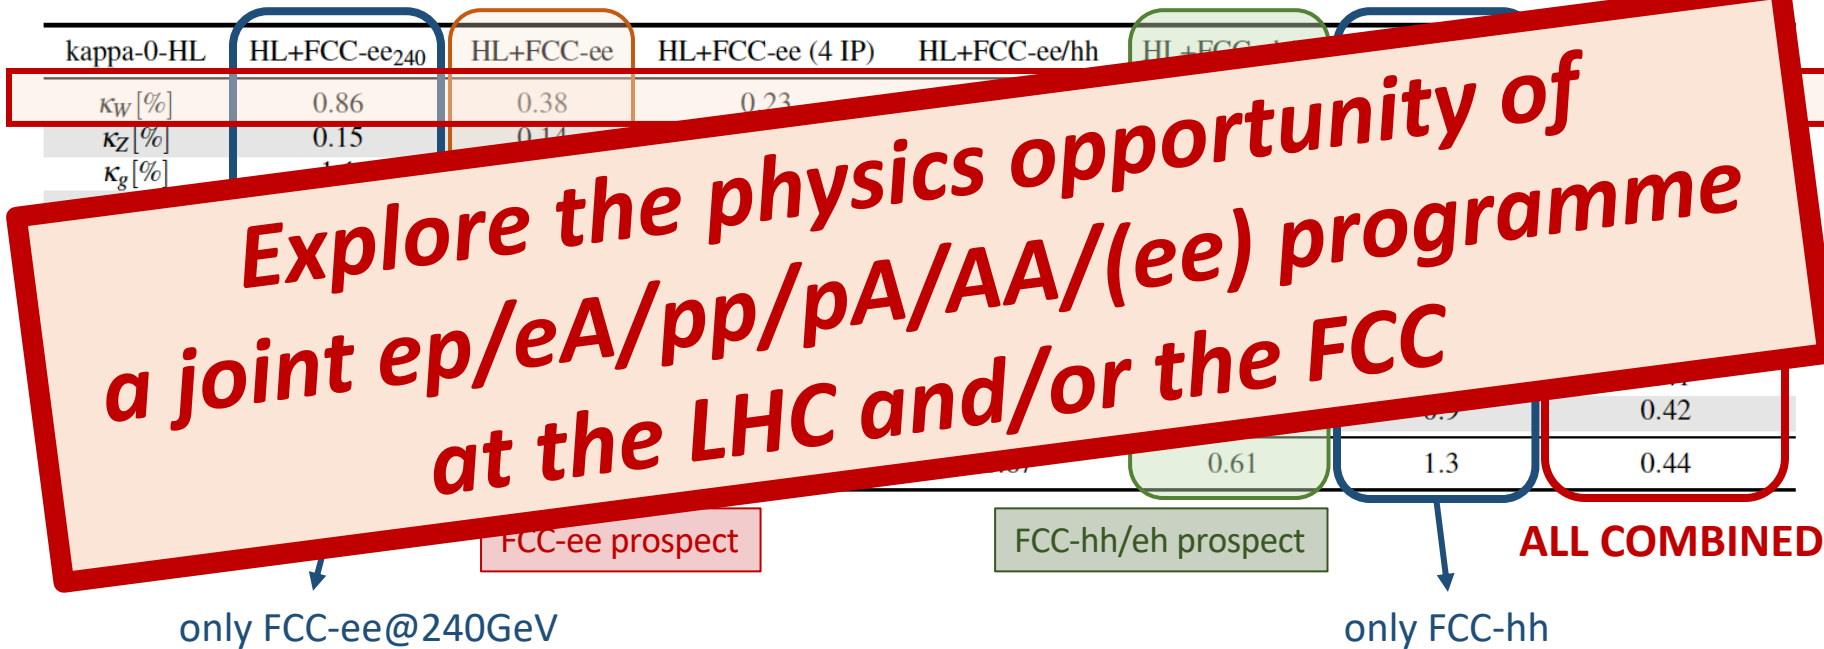 kappa-0-HL HL+FCC-ee240 HL+FCC-ee HL+FCC-ee (4 IP) HL+FCC-ee/hh
κW[%] 0.86 0.38 0.23
κZ[%] 0.15 0.14
κg[%]
Explore the physics opportunity of
a joint ep/eA/pp/pA/AA/(ee) programme
at the LHC and/or the FCC
0.42
0.61 1.3 0.44
FCC-ee prospect FCC-hh/eh prospect ALL COMBINED
only FCC-ee@240GeV only FCC-hh